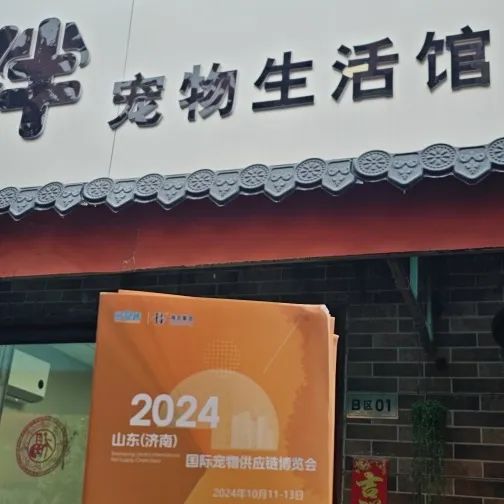 宠物生活馆
2024
山东(济南)
国际宠物供应链博览会
2024年10月11-13日
B区01
吉